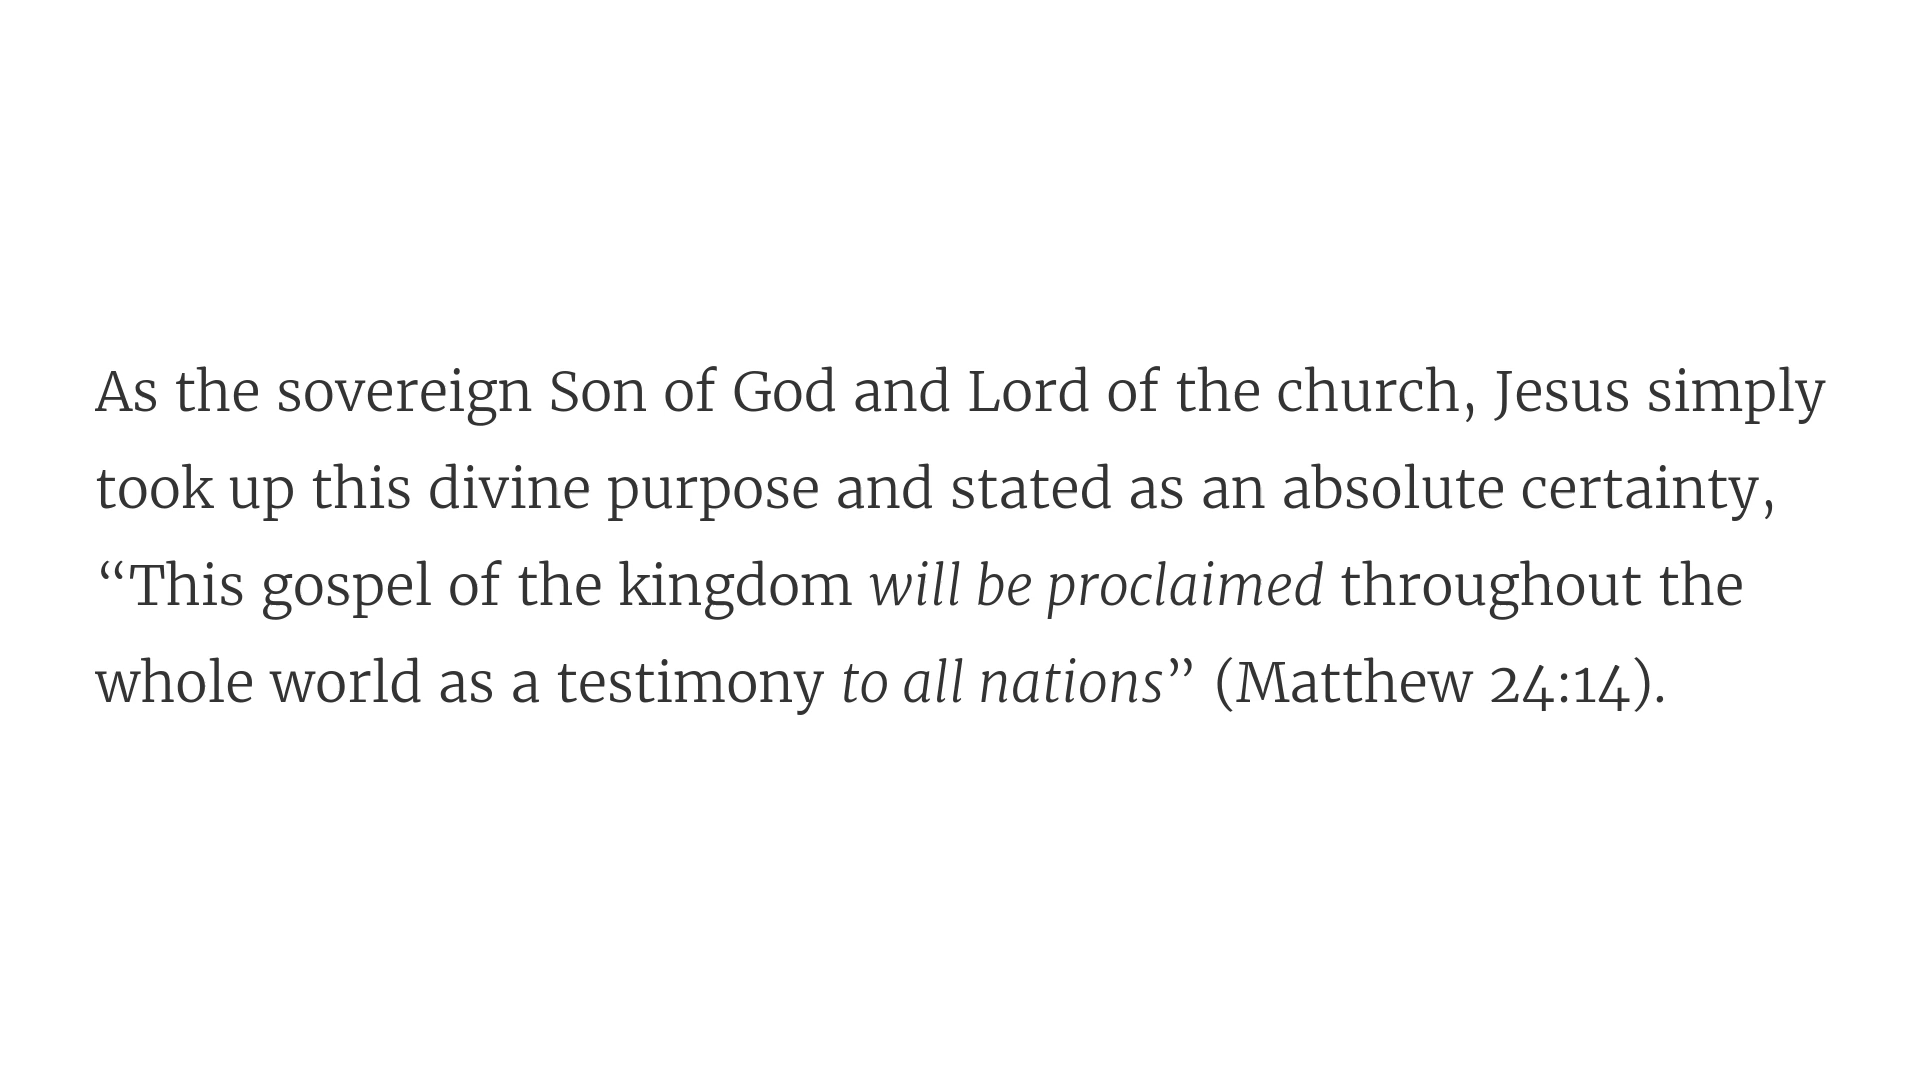 As the sovereign Son of God and Lord of the church, Jesus simply
took up this divine purpose and stated as an absolute certainty,
“This gospel of the kingdom will be proclaimed throughout the
whole world as a testimony to all nations” (Matthew 24:14).